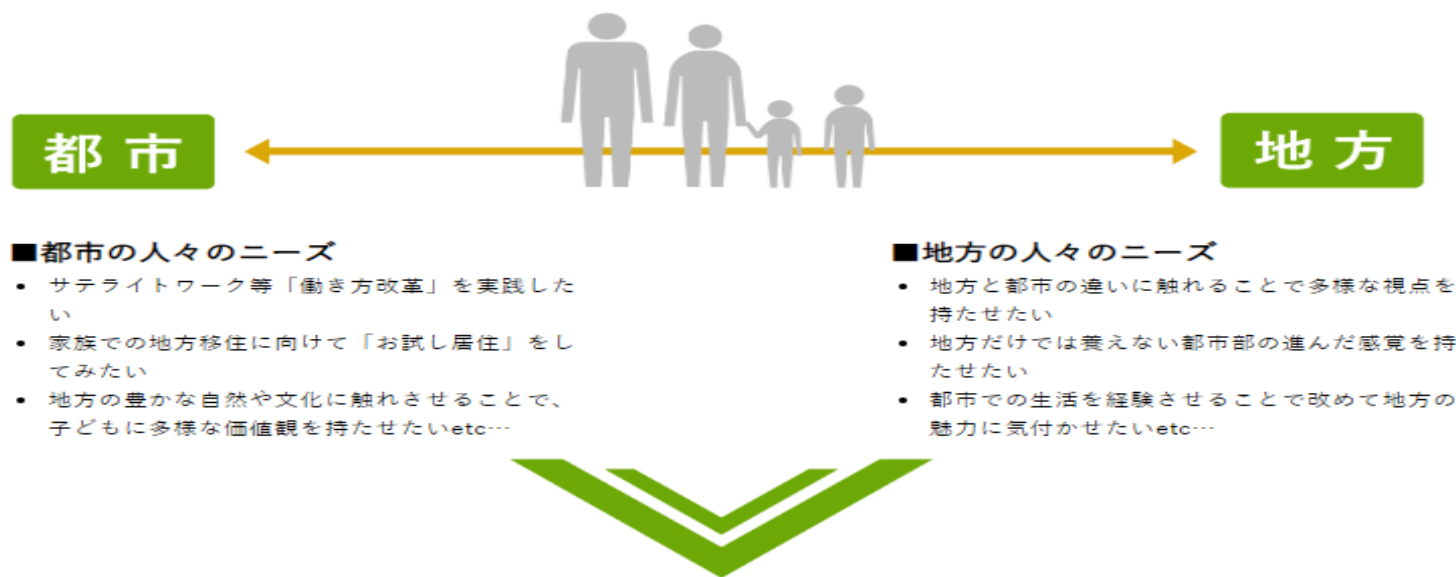 都市
地方
■都市の人々のニーズ
• サテライトワーク等「働き方改革」を実践した
い
• 家族での地方移住に向けて「お試し居住」をし
てみたい
• 地方の豊かな自然や文化に触れさせることで、
子どもに多様な価値観を持たせたいetc…
■地方の人々のニーズ
• 地方と都市の違いに触れることで多様な視点を
持たせたい
• 地方だけでは養えない都市部の進んだ感覚を持
たせたい
• 都市での生活を経験させることで改めて地方の
魅力に気付かせたいetc…